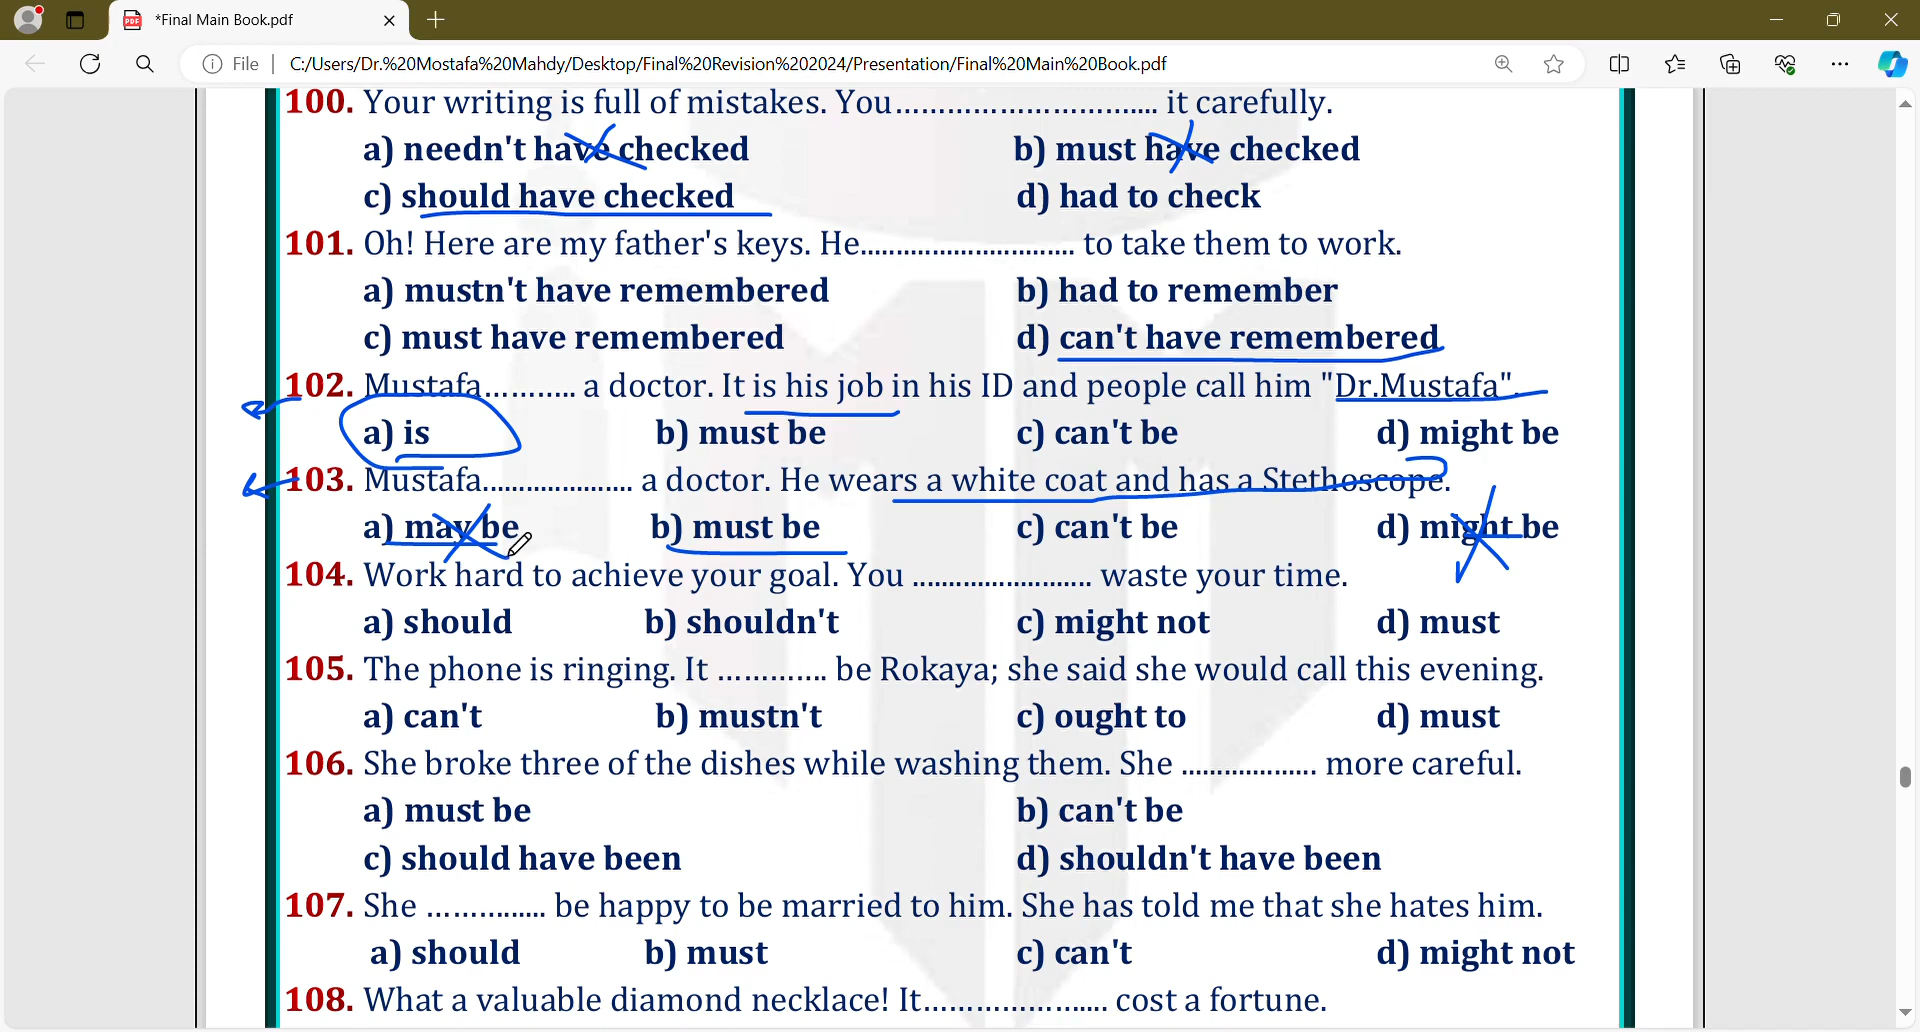 *Final Main Book.pdf
File | C:/Users/Dr.%20Mostafa%20Mahdy/Desktop/Final%20Revision%202024/Presentation/Final%20Main%20Book.pdf
100. Your writing is full of mistakes. You.............................. it carefully.
a) needn't have checked b) must have checked
c) should have checked d) had to check
101. Oh! Here are my father's keys. He.............................. to take them to work.
a) mustn't have remembered b) had to remember
c) must have remembered d) can't have remembered
102. Mustafa............. a doctor. It is his job in his ID and people call him "Dr.Mustafa".
a) is b) must be c) can't be d) might be
103. Mustafa..................... a doctor. He wears a white coat and has a Stethoscope.
a) may be b) must be c) can't be d) might be
104. Work hard to achieve your goal. You ......................... waste your time.
a) should b) shouldn't c) might not d) must
105. The phone is ringing. It ............. be Rokaya; she said she would call this evening.
a) can't b) mustn't c) ought to d) must
106. She broke three of the dishes while washing them. She ................... more careful.
a) must be b) can't be
c) should have been d) shouldn't have been
107. She .............. be happy to be married to him. She has told me that she hates him.
a) should b) must c) can't d) might not
108. What a valuable diamond necklace! It......................... cost a fortune.